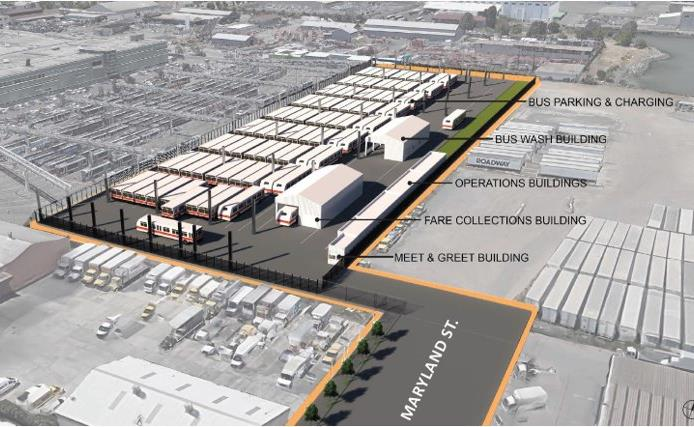 BUS PARKING & CHARGING
BUS WASH BUILDING
ROADWAY
OPERATIONS BUILDINGS
FARE COLLECTIONS BUILDING
MEET & GREET BUILDING
MARYLAND ST.